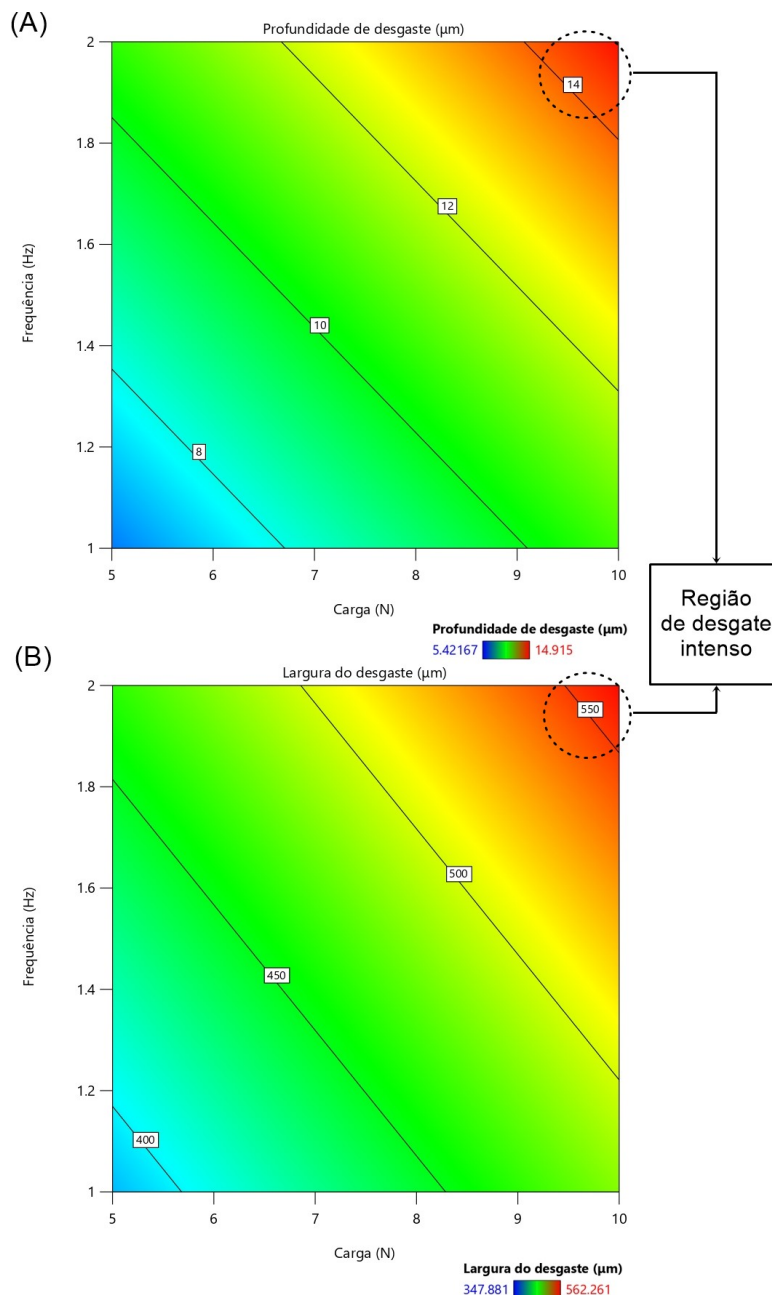 (A)
Profundidade de desgaste (µm)
2
1.8
1.6
1.4
1.2
1
14
12
10
8
Frequência (Hz)
5 6 7 8 9 10
Carga (N)
Profundidade de desgaste (µm)
5.42167 14.915
Região
de desgate
intenso
(B)
Largura do desgaste (µm)
2
1.8
1.6
1.4
1.2
1
550
500
450
400
Frequência (Hz)
5 6 7 8 9 10
Carga (N)
Largura do desgaste (µm)
347.881 562.261